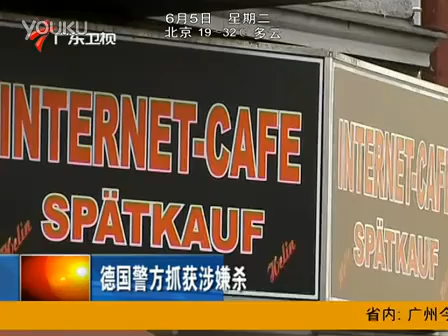 YOUKU
广东卫视
6月5日 星期二
北京 19-32℃ 多云
INTERNET-CAFE
SPÄTKAUF
Helin
Helin
INTERNET-CAFE
SPÄTKAUF
德国警方抓获涉嫌杀
省内: 广州今